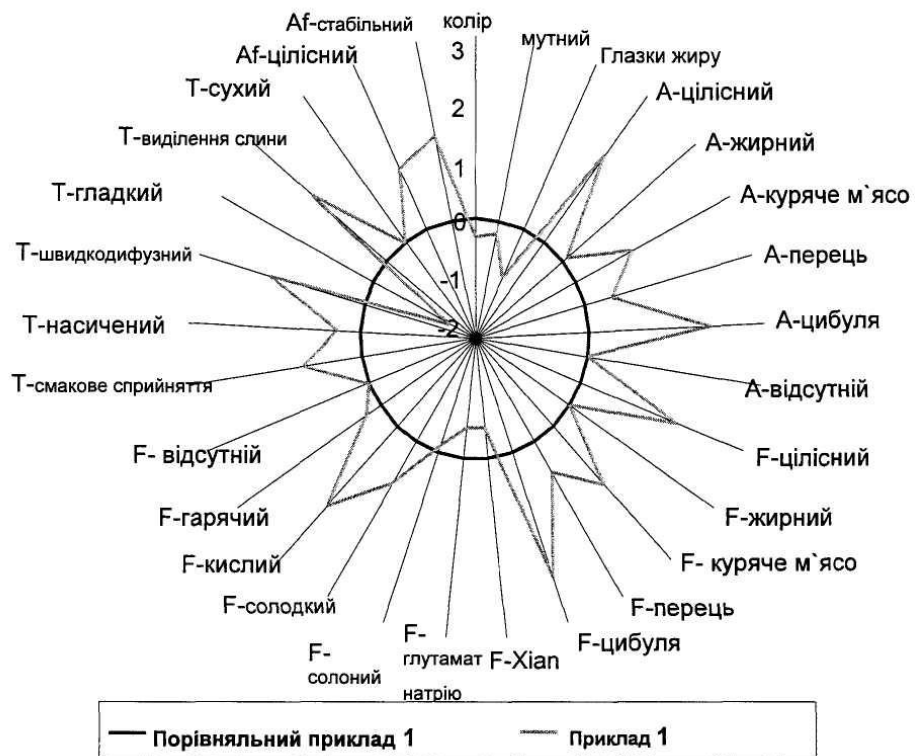 колір
3
2
1
0
-1
-2
мутний
Глазки жиру
А-цілісний
А-жирний
А-куряче м`ясо
А-перець
А-цибуля
А-відсутній
F-цілісний
F-жирний
F- куряче м`ясо
F-перець
F-цибуля
F-Xian
F-
глутамат
натрію
F-
солоний
F-солодкий
F-кислий
F-гарячий
F- відсутній
Т-смакове сприйняття
Т-насичений
Т-швидкодифузний
Т-гладкий
Т-виділення слини
Т-сухий
Af-цілісний
Af-стабільний
Порівняльний приклад 1
Приклад 1